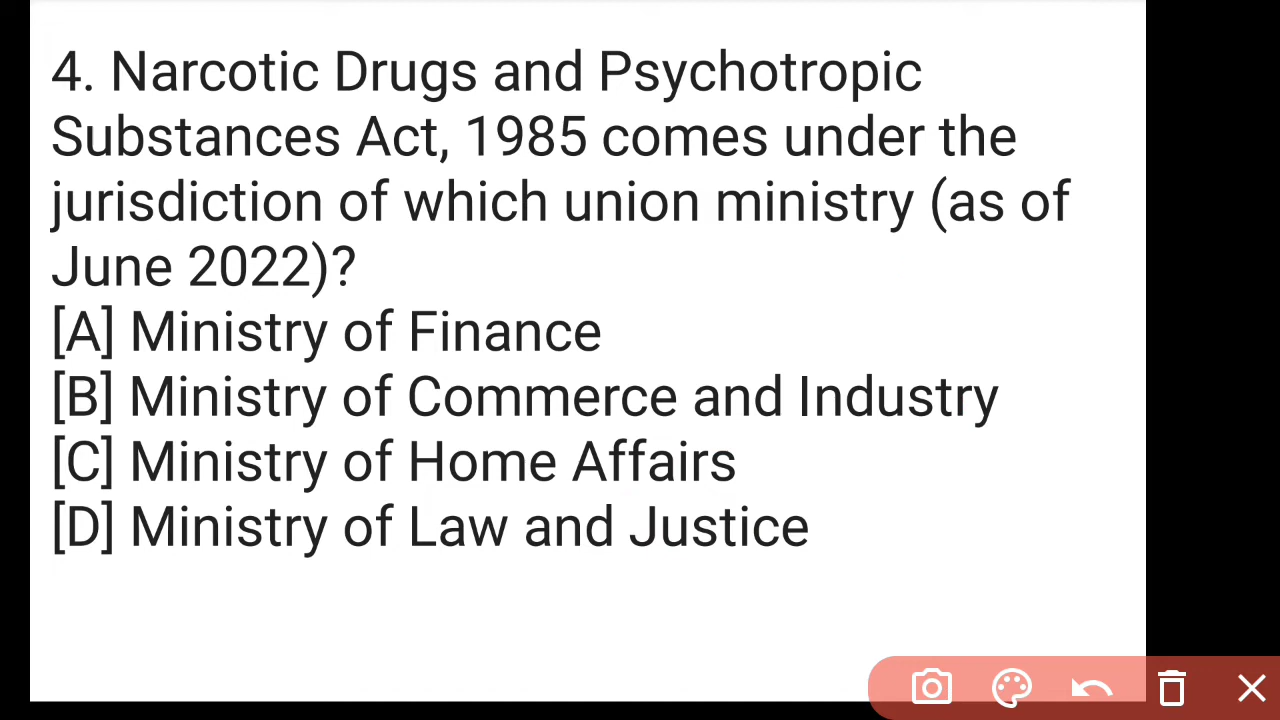 4. Narcotic Drugs and Psychotropic
Substances Act, 1985 comes under the
jurisdiction of which union ministry (as of
June 2022)?
[A] Ministry of Finance
[B] Ministry of Commerce and Industry
[C] Ministry of Home Affairs
[D] Ministry of Law and Justice